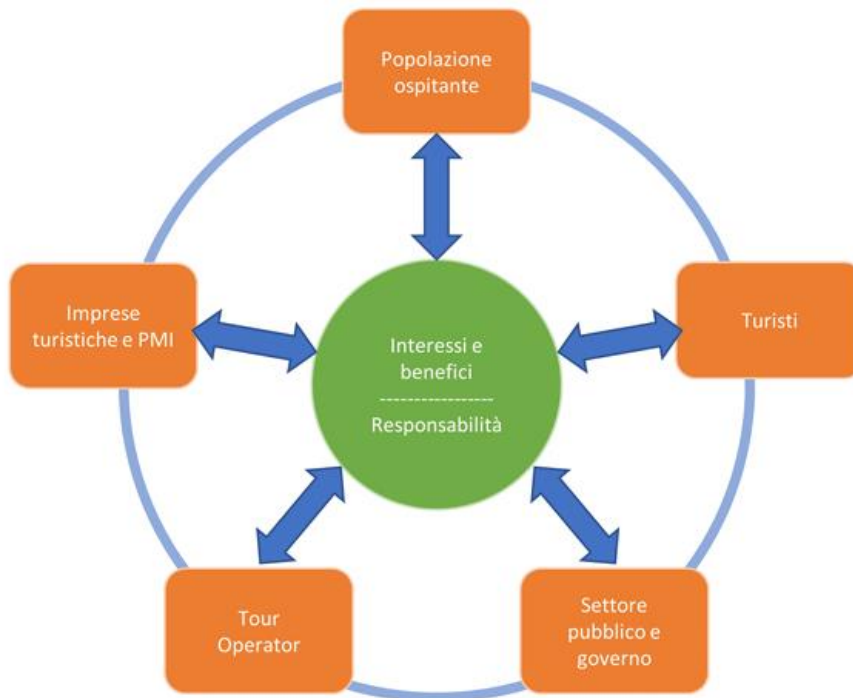 Popolazione
ospitante
Imprese
turistiche e PMI
Turisti
Interessi e
benefici
-----------------
Responsabilità
Tour
Operator
Settore
pubblico e
governo